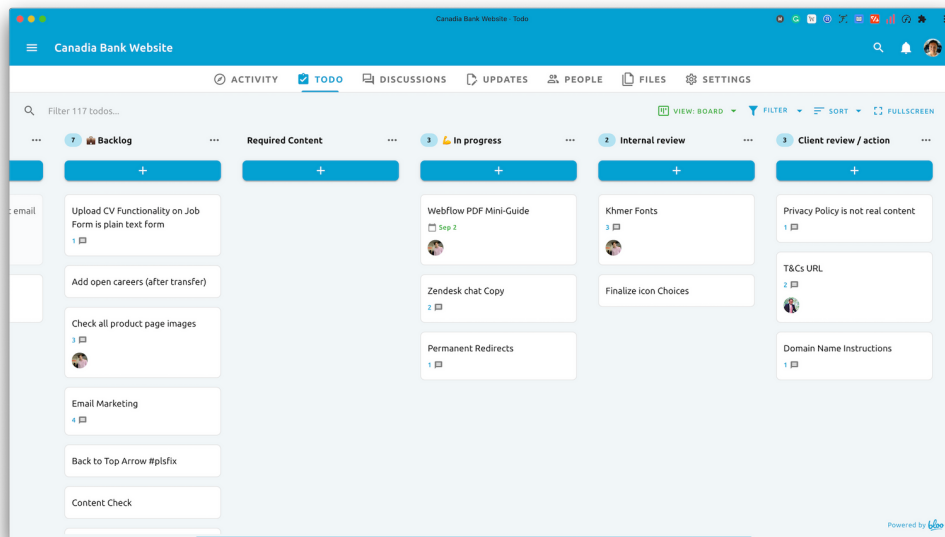 Canadia Bank Website - Todo
Canadia Bank Website
ACTIVITY
TODO
DISCUSSIONS
UPDATES
PEOPLE
FILES
SETTINGS
Filter 117 todos...
VIEW: BOARD
FILTER
SORT
FULLSCREEN
email
7 Backlog
Upload CV Functionality on Job
Form is plain text form
1
Add open careers (after transfer)
Check all product page images
3
Email Marketing
4
Back to Top Arrow #plsfix
Content Check
Required Content
3 In progress
Webflow PDF Mini-Guide
Sep 2
Zendesk chat Copy
2
Permanent Redirects
1
2 Internal review
Khmer Fonts
3
Finalize icon Choices
3 Client review / action
Privacy Policy is not real content
1
T&Cs URL
2
Domain Name Instructions
1
Powered by bloo